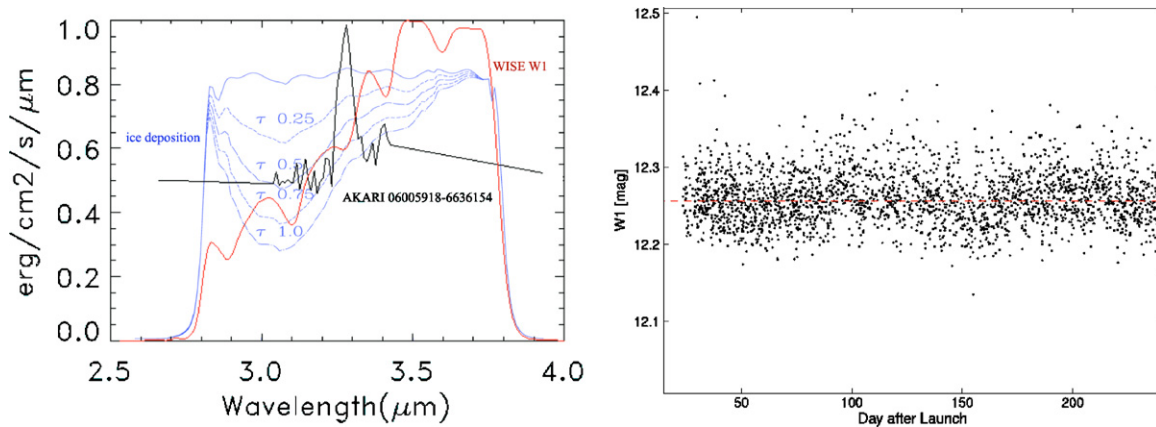 erg/cm2/s/μm
1.0
0.8
0.6
0.4
0.2
0.0
WISE W1
τ 0.25
ice deposition
τ 0.5
τ 0.75
AKARI 06005918-6636154
τ 1.0
2.5 3.0 3.5 4.0
Wavelength(μm)
W1 [mag]
12.5
12.4
12.3
12.2
12.1
50 100 150 200
Day after Launch